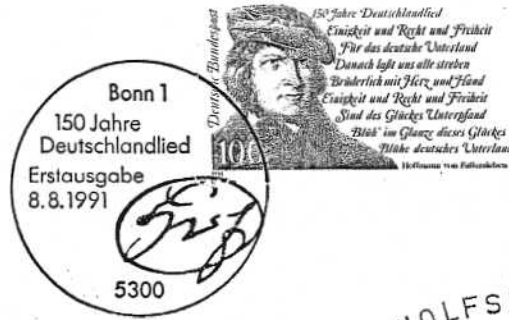 150 Jahre Deutschlandlied
Einigkeit und Recht und Freiheit
Für das deutsche Vaterland
Danach laßt uns alle streben
Brüderlich mit Herz und Hand
Einigkeit und Recht und Freiheit
Sind des Glückes Unterpfand
Blüh' im Glanze dieses Glückes
Blühe deutsches Vaterland
Hoffmann von Fallersleben
Deutsche Bundespost
100
Bonn 1
150 Jahre
Deutschlandlied
Erstausgabe
8.8.1991
5300
OLFS